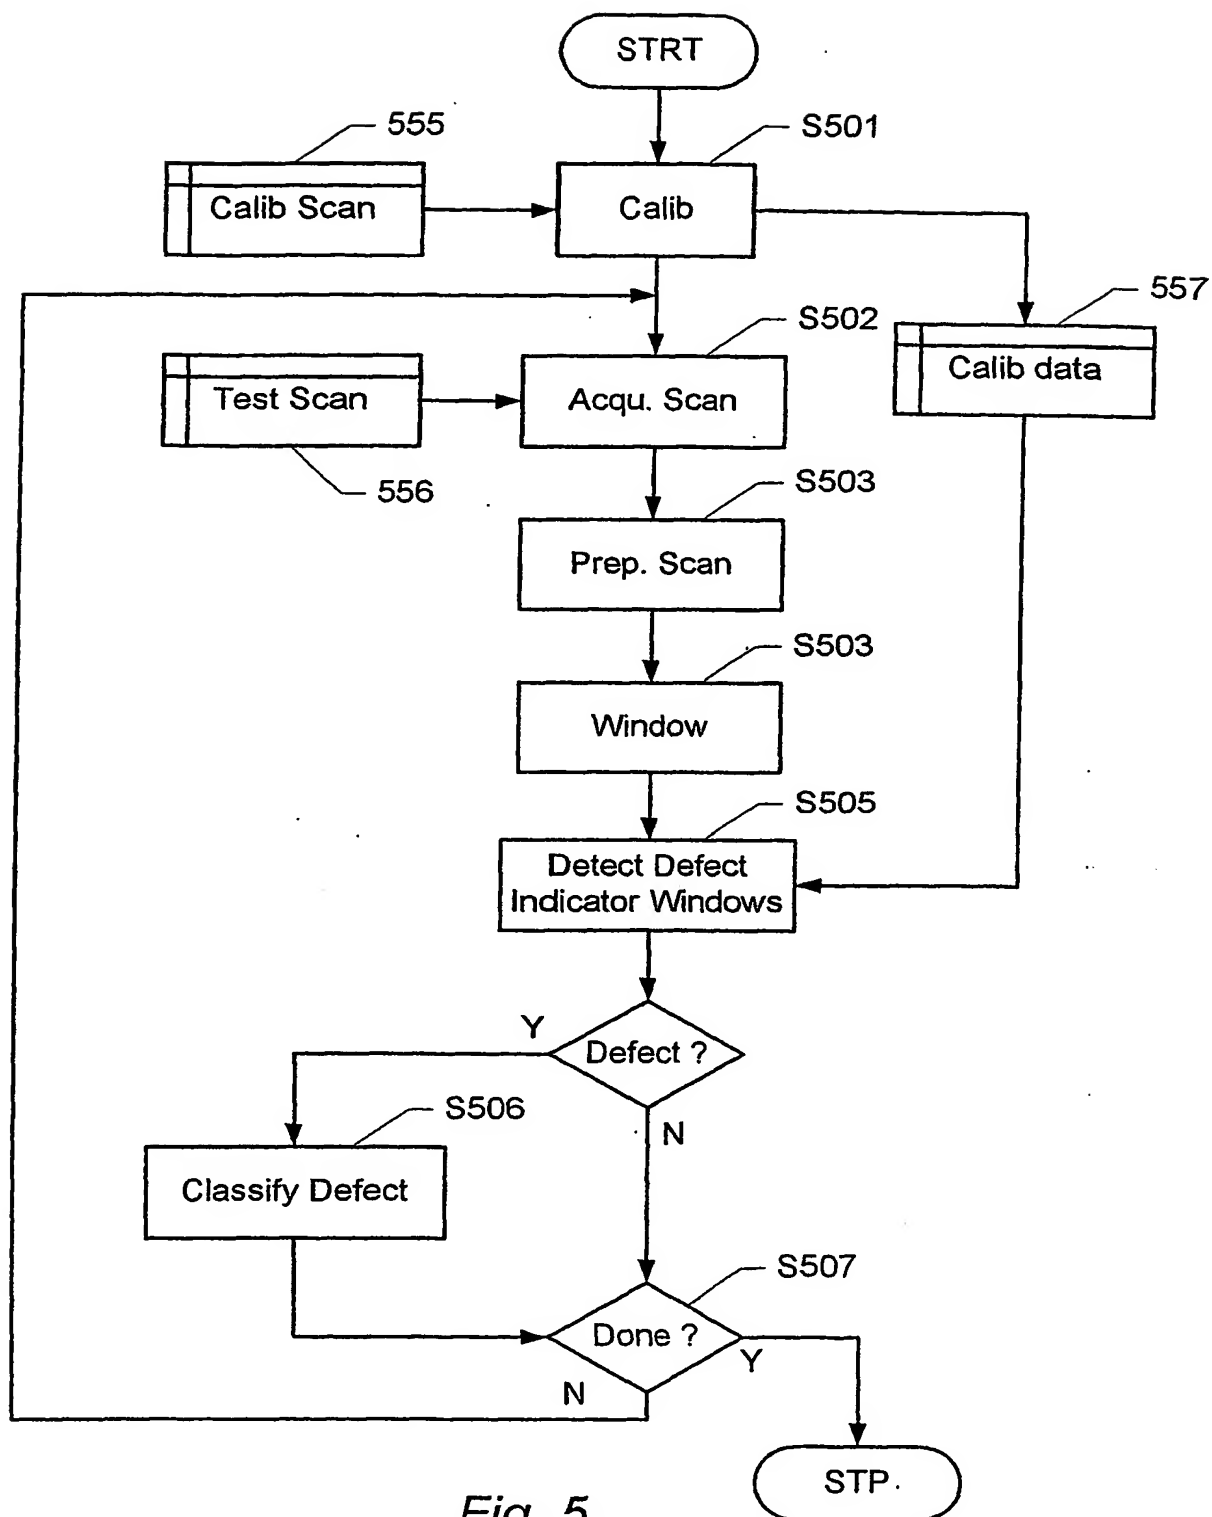 STRT
555
S501
Calib Scan
Calib
557
S502
Calib data
Test Scan
Acqu. Scan
556
S503
Prep. Scan
S503
Window
S505
Detect Defect
Indicator Windows
Y
Defect ?
S506
N
Classify Defect
S507
Done ?
Y
N
STP.
Fig. 5